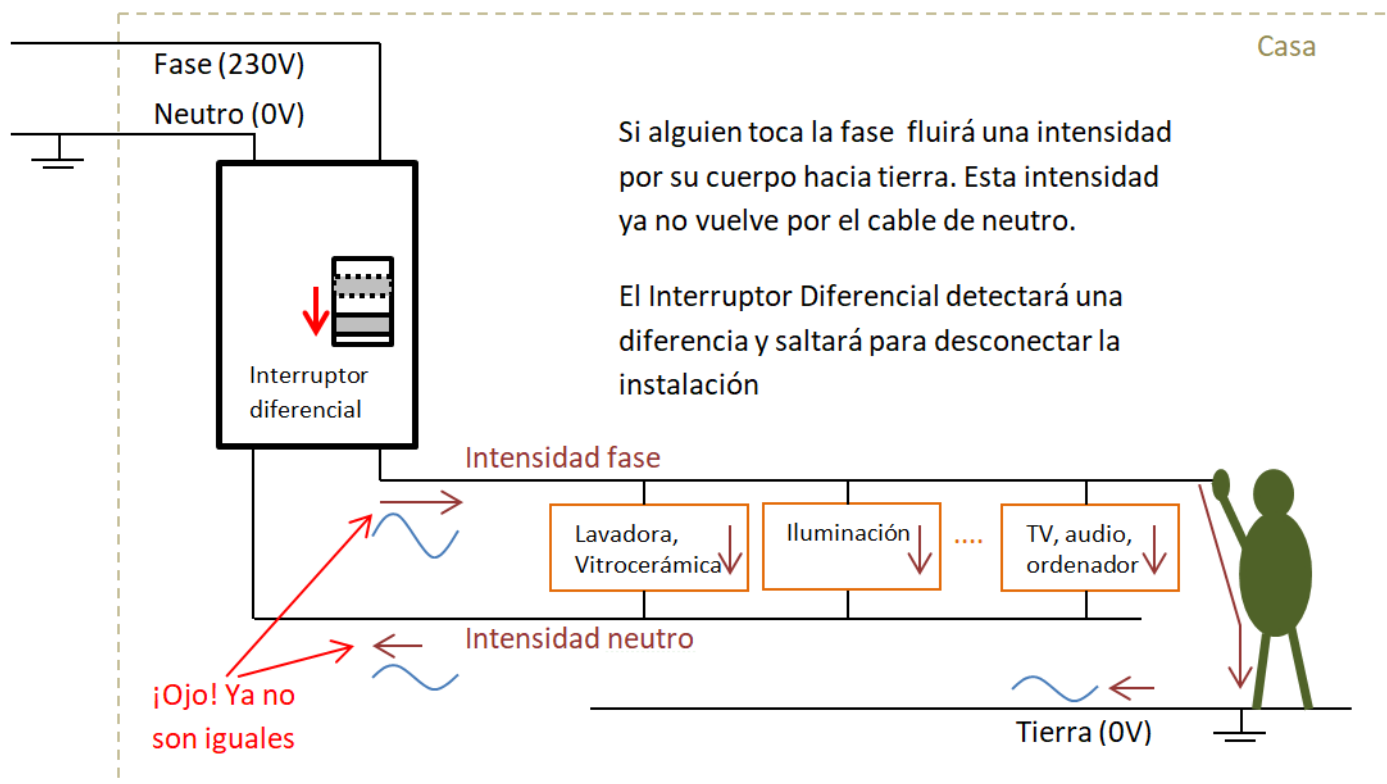 Casa
Fase (230V)
Neutro (0V)
Si alguien toca la fase fluirá una intensidad
por su cuerpo hacia tierra. Esta intensidad
ya no vuelve por el cable de neutro.
El Interruptor Diferencial detectará una
diferencia y saltará para desconectar la
instalación
Interruptor
diferencial
Intensidad fase
Lavadora,
Vitrocerámica
Iluminación
....
TV, audio,
ordenador
Intensidad neutro
¡Ojo! Ya no
son iguales
Tierra (0V)